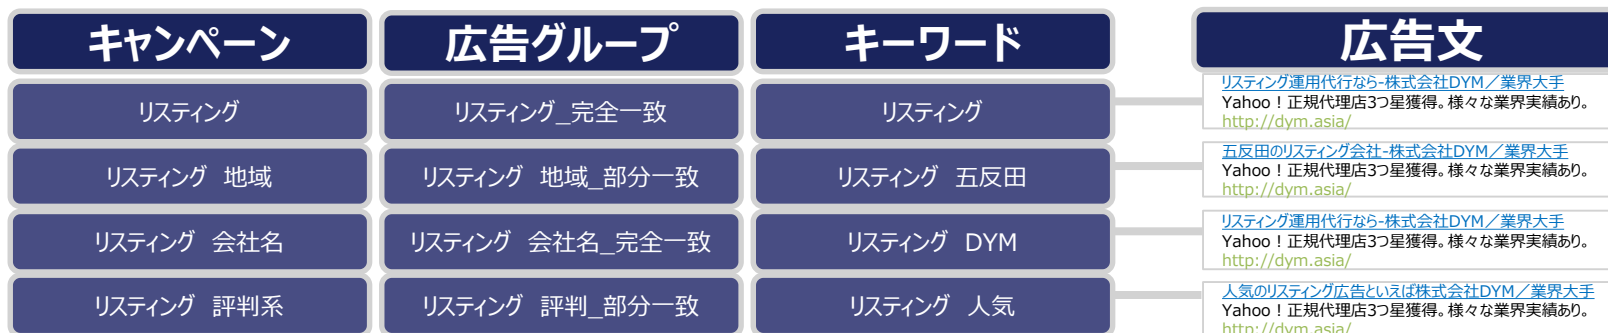 キャンペーン 広告グループ キーワード 広告文
リスティング リスティング_完全一致 リスティング
リスティング運用代行なら-株式会社DYM／業界大手
Yahoo！正規代理店3つ星獲得。様々な業界実績あり。
http://dym.asia/
リスティング 地域 リスティング 地域_部分一致 リスティング 五反田
五反田のリスティング会社-株式会社DYM／業界大手
Yahoo！正規代理店3つ星獲得。様々な業界実績あり。
http://dym.asia/
リスティング 会社名 リスティング 会社名_完全一致 リスティング DYM
リスティング運用代行なら-株式会社DYM／業界大手
Yahoo！正規代理店3つ星獲得。様々な業界実績あり。
http://dym.asia/
リスティング 評判系 リスティング 評判_部分一致 リスティング 人気
人気のリスティング広告といえば株式会社DYM／業界大手
Yahoo！正規代理店3つ星獲得。様々な業界実績あり。
http://dym.asia/